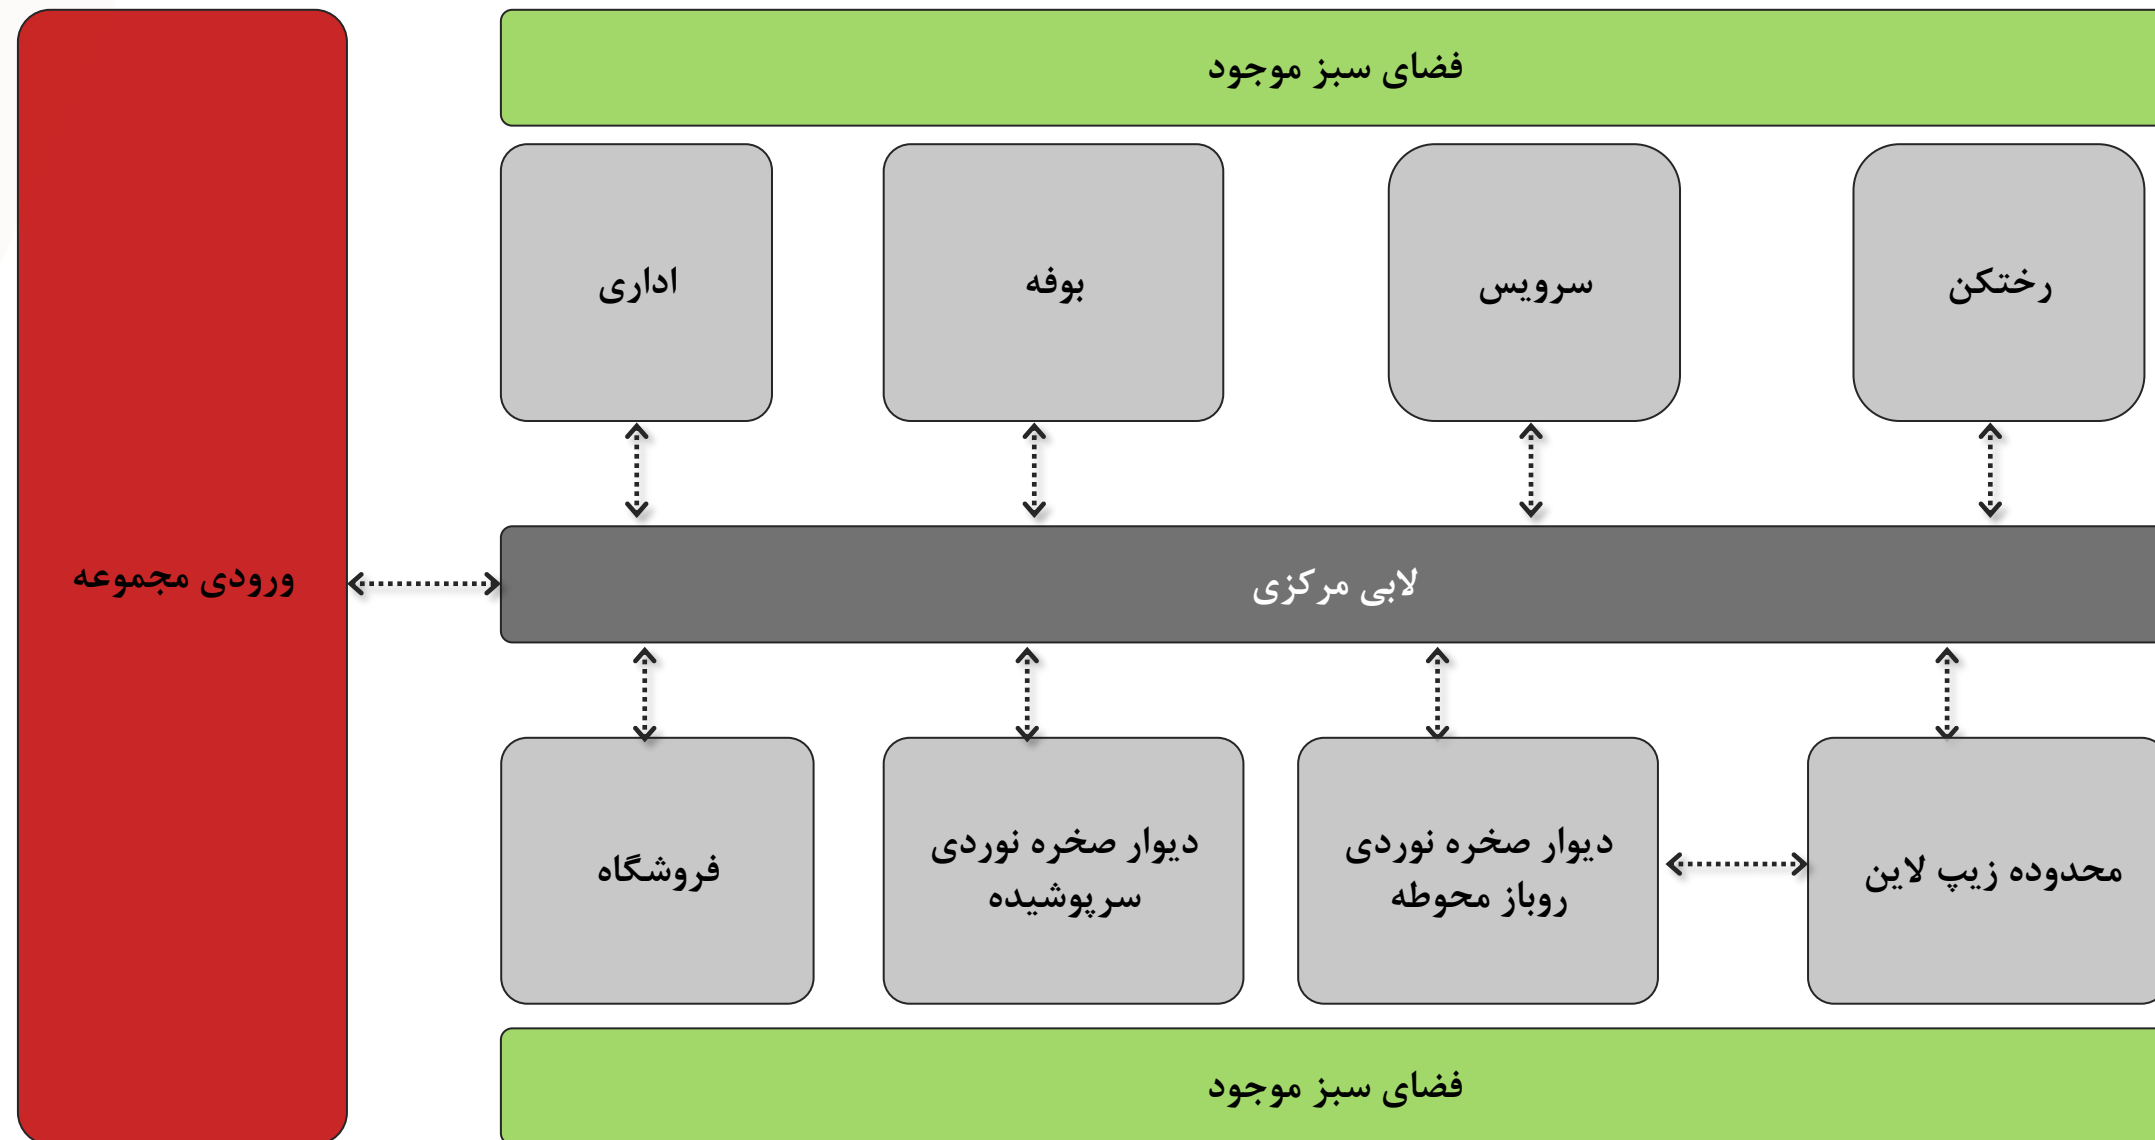 فضای سبز موجود
رختکن
سرویس
بوفه
اداری
ورودی مجموعه
لابی مرکزی
محدوده زیپ لاین
دیوار صخره نوردی
روباز محوطه
دیوار صخره نوردی
سرپوشیده
فروشگاه
فضای سبز موجود